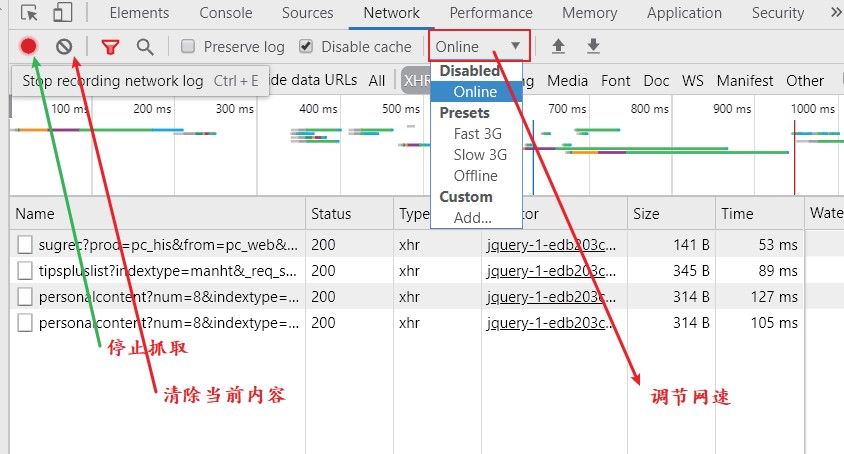 Elements Console Sources Network Performance Memory Application Security »
Preserve log Disable cache Online ▼
Stop recording network log Ctrl + E
ide data URLs All XHR ng Media Font Doc WS Manifest Other
Disabled
Online
Presets
Fast 3G
Slow 3G
Offline
Custom
Add...
100 ms 200 ms 300 ms 400 ms 500 ms 700 ms 800 ms 900 ms 1000 ms
Name Status Type tor Size Time Wate
sugrec?prod=pc_his&from=pc_web&... 200 xhr jquery-1-edb203c... 141 B 53 ms
tipspluslist?indextype=manht&_req_s... 200 xhr jquery-1-edb203c... 345 B 89 ms
personalcontent?num=8&indextype=... 200 xhr jquery-1-edb203c... 314 B 127 ms
personalcontent?num=8&indextype=... 200 xhr jquery-1-edb203c... 314 B 105 ms
停止抓取
清除当前内容
调节网速